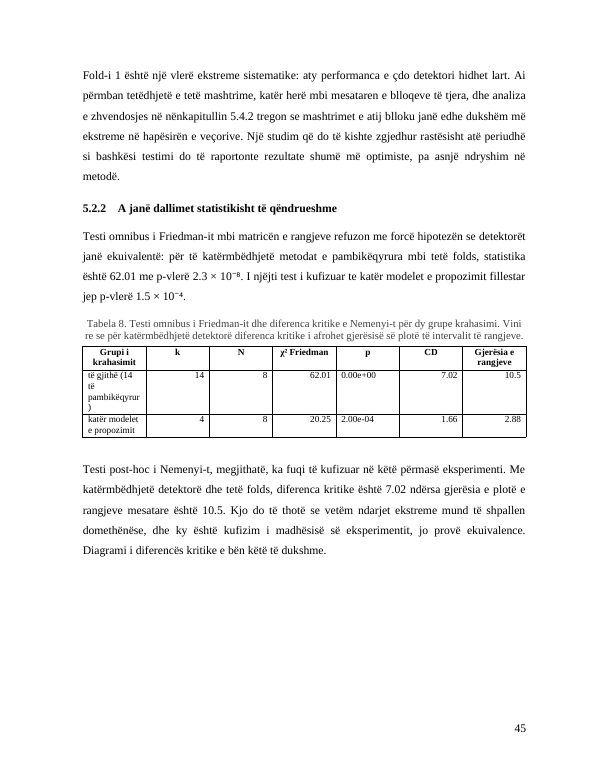 Fold-i 1 është një vlerë ekstreme sistematike: aty performanca e çdo detektori hidhet lart. Ai
përmban tetëdhjetë e tetë mashtrime, katër herë mbi mesataren e blloqeve të tjera, dhe analiza
e zhvendosjes në nënkapitullin 5.4.2 tregon se mashtrimet e atij blloku janë edhe dukshëm më
ekstreme në hapësirën e veçorive. Një studim që do të kishte zgjedhur rastësisht atë periudhë
si bashkësi testimi do të raportonte rezultate shumë më optimiste, pa asnjë ndryshim në
metodë.
5.2.2 A janë dallimet statistikisht të qëndrueshme
Testi omnibus i Friedman-it mbi matricën e rangjeve refuzon me forcë hipotezën se detektorët
janë ekuivalentë: për të katërmbëdhjetë metodat e pambikëqyrura mbi tetë folds, statistika
është 62.01 me p-vlerë 2.3 × 10⁻⁸. I njëjti test i kufizuar te katër modelet e propozimit fillestar
jep p-vlerë 1.5 × 10⁻⁴.
Tabela 8. Testi omnibus i Friedman-it dhe diferenca kritike e Nemenyi-t për dy grupe krahasimi. Vini
re se për katërmbëdhjetë detektorë diferenca kritike i afrohet gjerësisë së plotë të intervalit të rangjeve.
Grupi i krahasimit k N χ² Friedman p CD Gjerësia e rangjeve
të gjithë (14 të pambikëqyrur) 14 8 62.01 0.00e+00 7.02 10.5
katër modelet e propozimit 4 8 20.25 2.00e-04 1.66 2.88
Testi post-hoc i Nemenyi-t, megjithatë, ka fuqi të kufizuar në këtë përmasë eksperimenti. Me
katërmbëdhjetë detektorë dhe tetë folds, diferenca kritike është 7.02 ndërsa gjerësia e plotë e
rangjeve mesatare është 10.5. Kjo do të thotë se vetëm ndarjet ekstreme mund të shpallen
domethënëse, dhe ky është kufizim i madhësisë së eksperimentit, jo provë ekuivalence.
Diagrami i diferencës kritike e bën këtë të dukshme.
45